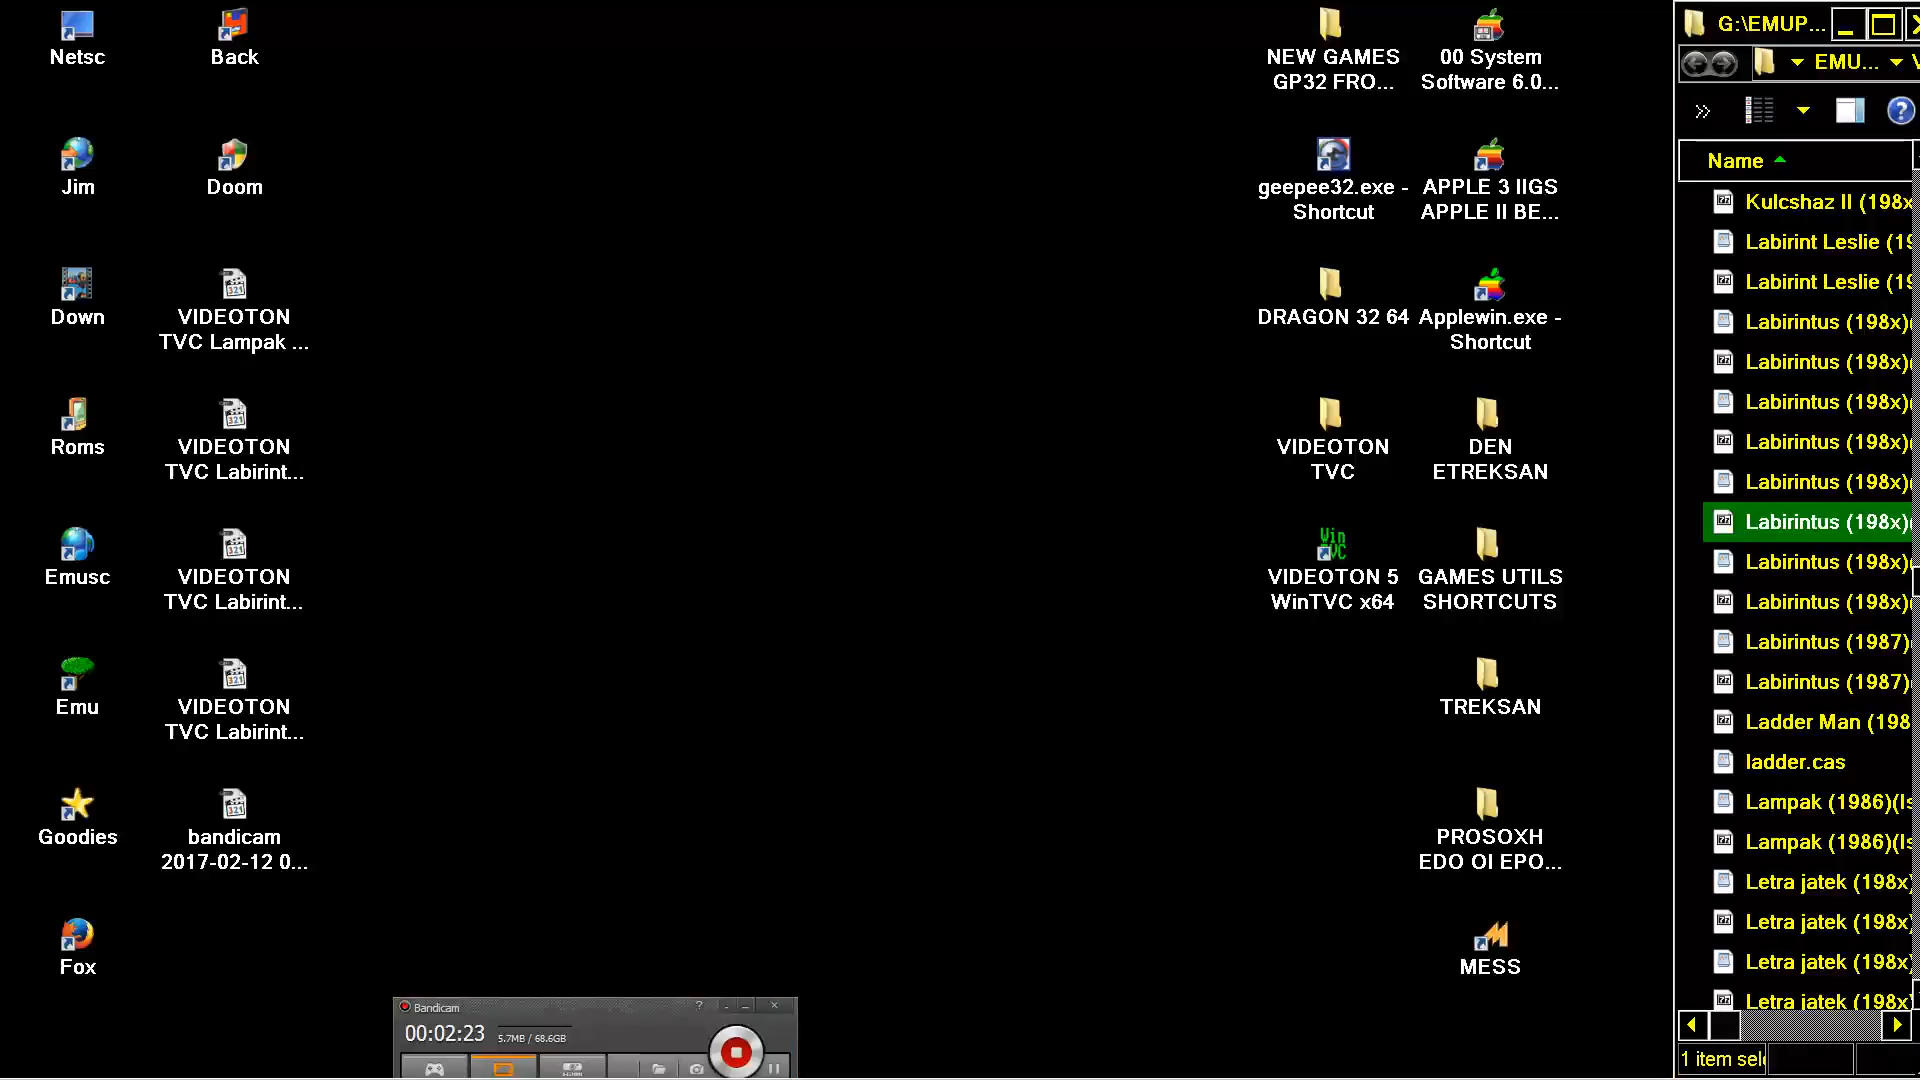 Netsc
Back
Jim
Doom
Down
VIDEOTON
TVC Lampak ...
Roms
VIDEOTON
TVC Labirint...
Emusc
VIDEOTON
TVC Labirint...
Emu
VIDEOTON
TVC Labirint...
Goodies
bandicam
2017-02-12 0...
Fox
NEW GAMES
GP32 FRO...
00 System
Software 6.0...
geepee32.exe -
Shortcut
APPLE 3 IIGS
APPLE II BE...
DRAGON 32 64
Applewin.exe -
Shortcut
VIDEOTON
TVC
DEN
ETREKSAN
Win
TVC
VIDEOTON 5
WinTVC x64
GAMES UTILS
SHORTCUTS
TREKSAN
PROSOXH
EDO OI EPO...
MESS
G:\EMUP...
EMU...
Name
Kulcshaz II (198x
Labirint Leslie (19
Labirint Leslie (19
Labirintus (198x)(
Labirintus (198x)(
Labirintus (198x)(
Labirintus (198x)(
Labirintus (198x)(
Labirintus (198x)(
Labirintus (198x)(
Labirintus (198x)(
Labirintus (1987)
Labirintus (1987)
Ladder Man (198
ladder.cas
Lampak (1986)(Is
Lampak (1986)(Is
Letra jatek (198x)
Letra jatek (198x)
Letra jatek (198x)
Letra jatek (198x)
1 item sel
Bandicam
00:02:23
5.7MB / 68.6GB